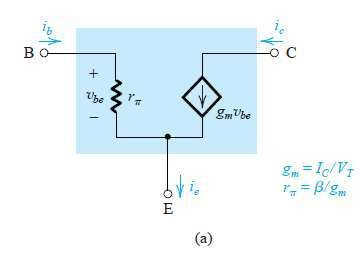 i_b
i_c
B
C
+
v_be
r_π
g_m v_be
−
g_m = I_C/V_T
r_π = β/g_m
i_e
E
(a)